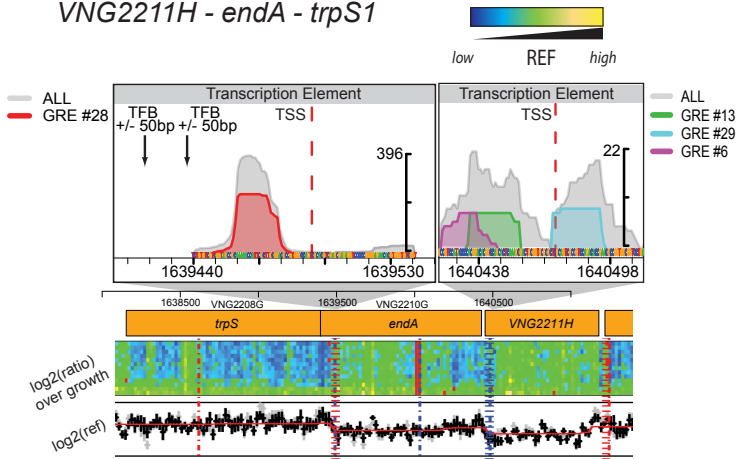 VNG2211H - endA - trpS1
low REF high
Transcription Element
Transcription Element
ALL
GRE #28
TFB
+/- 50bp
TFB
+/- 50bp
TSS
396
1639440
1639530
TSS
22
1640438
1640498
ALL
GRE #13
GRE #29
GRE #6
1638500
VNG2208G
1639500
VNG2210G
1640500
trpS
endA
VNG2211H
log2(ratio)
over growth
log2(ref)